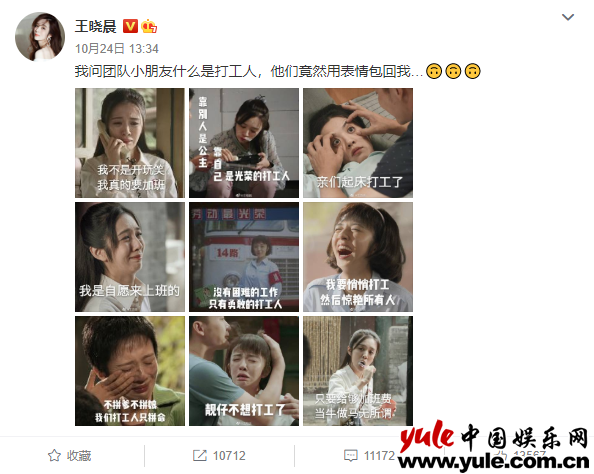 王晓晨
10月24日 13:34
我问团队小朋友什么是打工人，他们竟然用表情包回我...🙃🙃🙃
我不是开玩笑
我真的要加班
靠别人是公主
靠自己
是光荣的打工人
亲们起床打工了
我是自愿来上班的
劳动最光荣
14路
没有困难的工作
只有勇敢的打工人
我要悄悄打工
然后惊艳所有人
不拼爹不拼娘
我们打工人只拼命
靓仔不想打工了
只要给够加班费
当牛做马无所谓
收藏
10712
11172
13567
yule 中国娱乐网
www.yule.com.cn